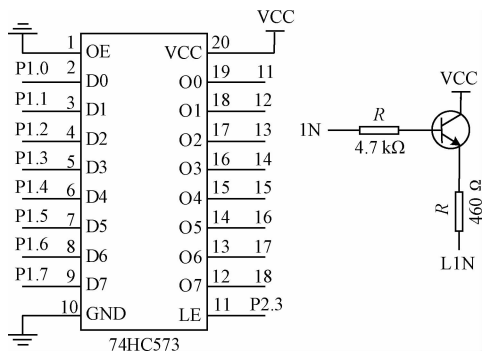 VCC
1 OE VCC 20
P1.0 2 D0 O0 19 11
P1.1 3 D1 O1 18 12
P1.2 4 D2 O2 17 13
P1.3 5 D3 O3 16 14
P1.4 6 D4 O4 15 15
P1.5 7 D5 O5 14 16
P1.6 8 D6 O6 13 17
P1.7 9 D7 O7 12 18
10 GND LE 11 P2.3
74HC573
VCC
1N R
4.7 kΩ
R 460 Ω
L1N